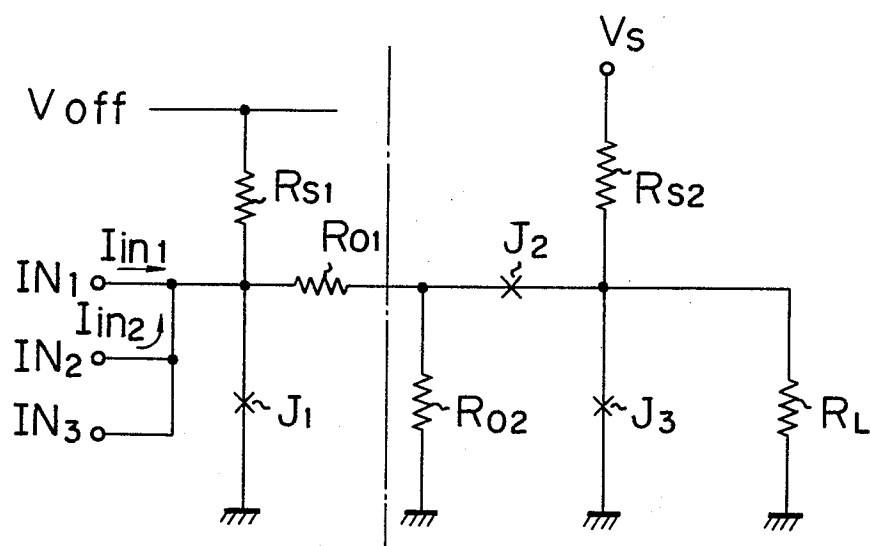 Vs
Voff
Rs1
Rs2
Ro1
J2
Iin1
IN1
Iin2
IN2
IN3
J1
Ro2
J3
RL